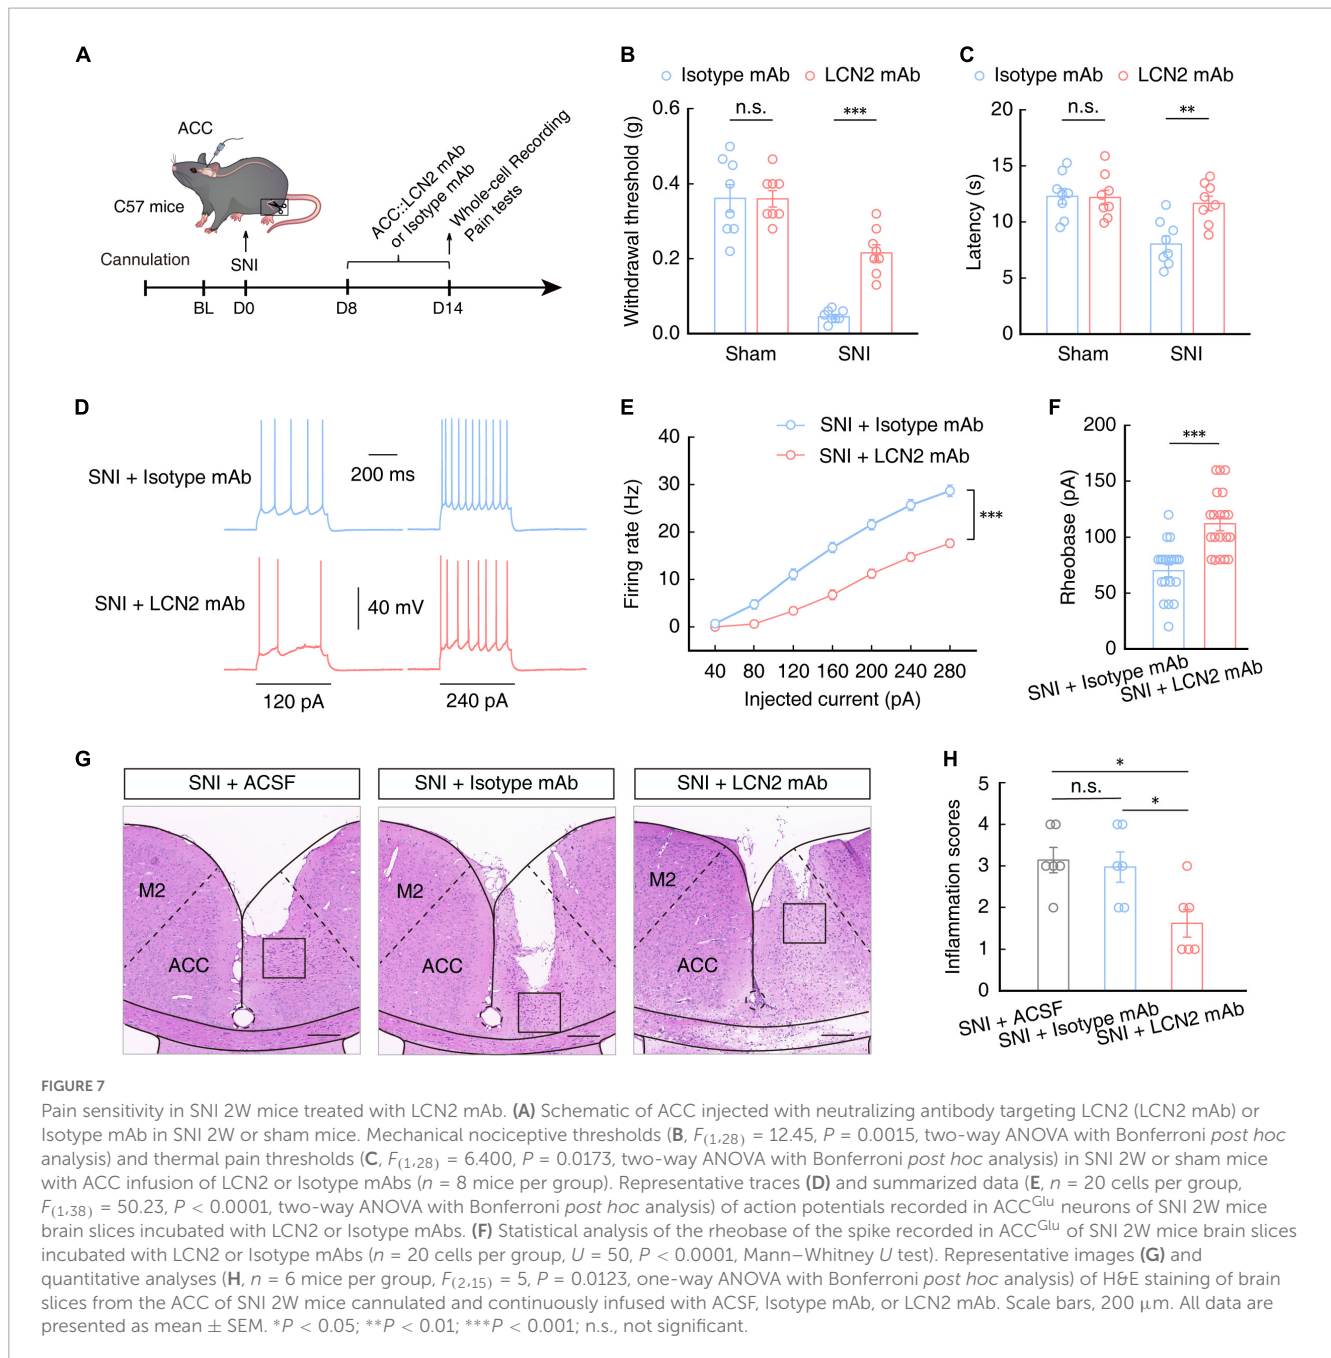 A
ACC
C57 mice
Cannulation
SNI
ACC::LCN2 mAb
or Isotype mAb
Whole-cell Recording
Pain tests
BL
D0
D8
D14
B
Isotype mAb
LCN2 mAb
n.s.
***
Withdrawal threshold (g)
0.6
0.4
0.2
0.0
Sham
SNI
C
Isotype mAb
LCN2 mAb
n.s.
**
Latency (s)
20
15
10
5
0
Sham
SNI
D
SNI + Isotype mAb
200 ms
SNI + LCN2 mAb
40 mV
120 pA
240 pA
E
SNI + Isotype mAb
SNI + LCN2 mAb
***
Firing rate (Hz)
40
30
20
10
0
40 80 120 160 200 240 280
Injected current (pA)
F
***
Rheobase (pA)
200
150
100
50
0
SNI + Isotype mAb
SNI + LCN2 mAb
G
SNI + ACSF
SNI + Isotype mAb
SNI + LCN2 mAb
M2
ACC
M2
ACC
M2
ACC
H
*
n.s.
*
Inflammation scores
5
4
3
2
1
0
SNI + ACSF
SNI + Isotype mAb
SNI + LCN2 mAb
FIGURE 7
Pain sensitivity in SNI 2W mice treated with LCN2 mAb. (A) Schematic of ACC injected with neutralizing antibody targeting LCN2 (LCN2 mAb) or
Isotype mAb in SNI 2W or sham mice. Mechanical nociceptive thresholds (B, F(1,28) = 12.45, P = 0.0015, two-way ANOVA with Bonferroni post hoc
analysis) and thermal pain thresholds (C, F(1,28) = 6.400, P = 0.0173, two-way ANOVA with Bonferroni post hoc analysis) in SNI 2W or sham mice
with ACC infusion of LCN2 or Isotype mAbs (n = 8 mice per group). Representative traces (D) and summarized data (E, n = 20 cells per group,
F(1,38) = 50.23, P < 0.0001, two-way ANOVA with Bonferroni post hoc analysis) of action potentials recorded in ACCGlu neurons of SNI 2W mice
brain slices incubated with LCN2 or Isotype mAbs. (F) Statistical analysis of the rheobase of the spike recorded in ACCGlu of SNI 2W mice brain slices
incubated with LCN2 or Isotype mAbs (n = 20 cells per group, U = 50, P < 0.0001, Mann–Whitney U test). Representative images (G) and
quantitative analyses (H, n = 6 mice per group, F(2,15) = 5, P = 0.0123, one-way ANOVA with Bonferroni post hoc analysis) of H&E staining of brain
slices from the ACC of SNI 2W mice cannulated and continuously infused with ACSF, Isotype mAb, or LCN2 mAb. Scale bars, 200 μm. All data are
presented as mean ± SEM. *P < 0.05; **P < 0.01; ***P < 0.001; n.s., not significant.